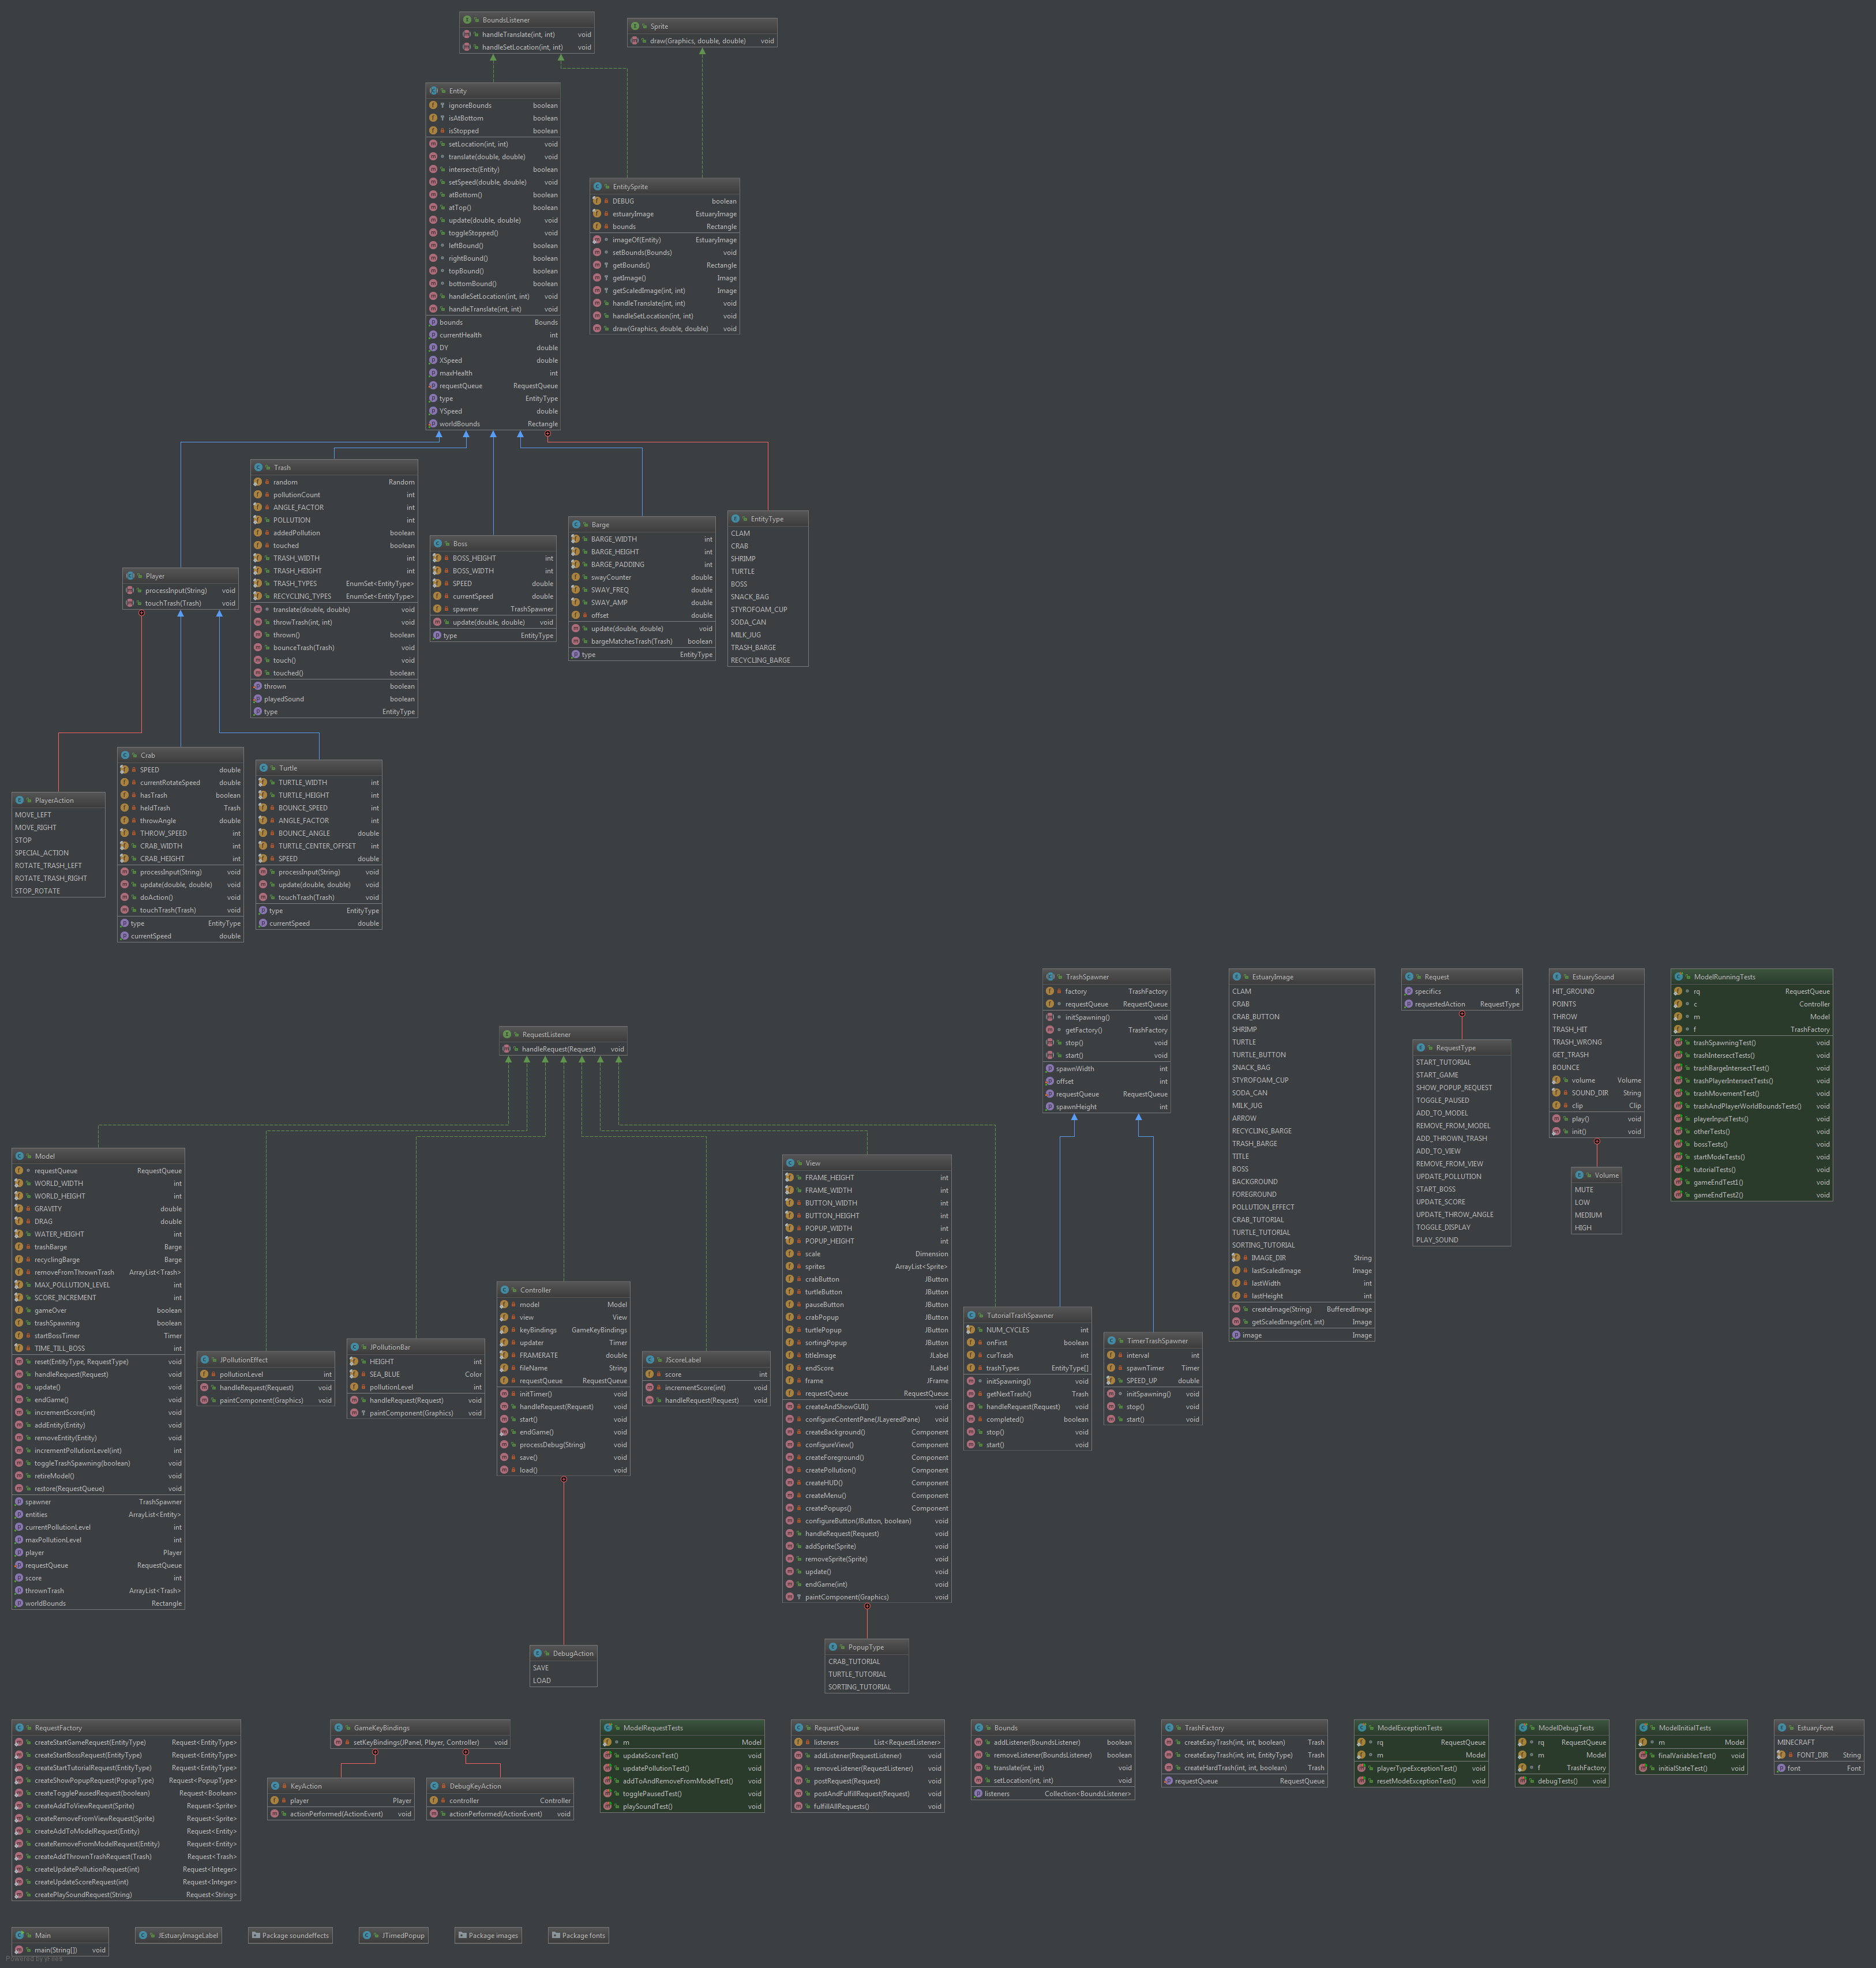 BoundsListener
handleTranslate(int, int) void
handleSetLocation(int, int) void
Sprite
draw(Graphics, double, double) void
Entity
ignoreBounds boolean
isAtBottom boolean
isStopped boolean
setLocation(int, int) void
translate(double, double) void
intersects(Entity) boolean
setSpeed(double, double) void
atBottom() boolean
atTop() boolean
update(double, double) void
toggleStopped() void
leftBound() boolean
rightBound() boolean
topBound() boolean
bottomBound() boolean
handleSetLocation(int, int) void
handleTranslate(int, int) void
bounds Bounds
currentHealth int
DY double
XSpeed double
maxHealth int
requestQueue RequestQueue
type EntityType
YSpeed double
worldBounds Rectangle
EntitySprite
DEBUG boolean
estuaryImage EstuaryImage
bounds Rectangle
imageOf(Entity) EstuaryImage
setBounds(Bounds) void
getBounds() Rectangle
getImage() Image
getScaledImage(int, int) Image
handleTranslate(int, int) void
handleSetLocation(int, int) void
draw(Graphics, double, double) void
Trash
random Random
pollutionCount int
ANGLE_FACTOR int
POLLUTION int
addedPollution boolean
touched boolean
TRASH_WIDTH int
TRASH_HEIGHT int
TRASH_TYPES EnumSet<EntityType>
RECYCLING_TYPES EnumSet<EntityType>
translate(double, double) void
throwTrash(int, int) void
thrown() boolean
bounceTrash(Trash) void
touch() void
touched() boolean
thrown boolean
playedSound boolean
type EntityType
Boss
BOSS_HEIGHT int
BOSS_WIDTH int
SPEED double
currentSpeed double
spawner TrashSpawner
update(double, double) void
type EntityType
Barge
BARGE_WIDTH int
BARGE_HEIGHT int
BARGE_PADDING int
swayCounter double
SWAY_FREQ double
SWAY_AMP double
offset double
update(double, double) void
bargeMatchesTrash(Trash) boolean
type EntityType
EntityType
CLAM
CRAB
SHRIMP
TURTLE
BOSS
SNACK_BAG
STYROFOAM_CUP
SODA_CAN
MILK_JUG
TRASH_BARGE
RECYCLING_BARGE
Player
processInput(String) void
touchTrash(Trash) void
PlayerAction
MOVE_LEFT
MOVE_RIGHT
STOP
SPECIAL_ACTION
ROTATE_TRASH_LEFT
ROTATE_TRASH_RIGHT
STOP_ROTATE
Crab
SPEED double
currentRotateSpeed double
hasTrash boolean
heldTrash Trash
throwAngle double
THROW_SPEED int
CRAB_WIDTH int
CRAB_HEIGHT int
processInput(String) void
update(double, double) void
doAction() void
touchTrash(Trash) void
type EntityType
currentSpeed double
Turtle
TURTLE_WIDTH int
TURTLE_HEIGHT int
BOUNCE_SPEED int
ANGLE_FACTOR int
BOUNCE_ANGLE double
TURTLE_CENTER_OFFSET int
SPEED double
processInput(String) void
update(double, double) void
touchTrash(Trash) void
type EntityType
currentSpeed double
TrashSpawner
factory TrashFactory
requestQueue RequestQueue
initSpawning() void
getFactory() TrashFactory
stop() void
start() void
spawnWidth int
offset int
requestQueue RequestQueue
spawnHeight int
EstuaryImage
CLAM
CRAB
CRAB_BUTTON
SHRIMP
TURTLE
TURTLE_BUTTON
SNACK_BAG
STYROFOAM_CUP
SODA_CAN
MILK_JUG
ARROW
RECYCLING_BARGE
TRASH_BARGE
TITLE
BOSS
BACKGROUND
FOREGROUND
POLLUTION_EFFECT
CRAB_TUTORIAL
TURTLE_TUTORIAL
SORTING_TUTORIAL
IMAGE_DIR String
lastScaledImage Image
lastWidth int
lastHeight int
createImage(String) BufferedImage
getScaledImage(int, int) Image
image Image
Request
specifics R
requestedAction RequestType
RequestType
START_TUTORIAL
START_GAME
SHOW_POPUP_REQUEST
TOGGLE_PAUSED
ADD_TO_MODEL
REMOVE_FROM_MODEL
ADD_THROWN_TRASH
ADD_TO_VIEW
REMOVE_FROM_VIEW
UPDATE_POLLUTION
START_BOSS
UPDATE_SCORE
UPDATE_THROW_ANGLE
TOGGLE_DISPLAY
PLAY_SOUND
EstuarySound
HIT_GROUND
POINTS
THROW
TRASH_HIT
TRASH_WRONG
GET_TRASH
BOUNCE
volume Volume
SOUND_DIR String
clip Clip
play() void
init() void
Volume
MUTE
LOW
MEDIUM
HIGH
ModelRunningTests
rq RequestQueue
c Controller
m Model
f TrashFactory
trashSpawningTest() void
trashIntersectTests() void
trashBargeIntersectTest() void
trashPlayerIntersectTests() void
trashMovementTest() void
trashAndPlayerWorldBoundsTests() void
playerInputTests() void
otherTests() void
bossTests() void
startModeTests() void
tutorialTests() void
gameEndTest1() void
gameEndTest2() void
RequestListener
handleRequest(Request) void
Model
requestQueue RequestQueue
WORLD_WIDTH int
WORLD_HEIGHT int
GRAVITY double
DRAG double
WATER_HEIGHT int
trashBarge Barge
recyclingBarge Barge
removeFromThrownTrash ArrayList<Trash>
MAX_POLLUTION_LEVEL int
SCORE_INCREMENT int
gameOver boolean
trashSpawning boolean
startBossTimer Timer
TIME_TILL_BOSS int
reset(EntityType, RequestType) void
handleRequest(Request) void
update() void
endGame() void
incrementScore(int) void
addEntity(Entity) void
removeEntity(Entity) void
incrementPollutionLevel(int) int
toggleTrashSpawning(boolean) void
retireModel() void
restore(RequestQueue) void
spawner TrashSpawner
entities ArrayList<Entity>
currentPollutionLevel int
maxPollutionLevel int
player Player
requestQueue RequestQueue
score int
thrownTrash ArrayList<Trash>
worldBounds Rectangle
JPollutionEffect
pollutionLevel int
handleRequest(Request) void
paintComponent(Graphics) void
JPollutionBar
HEIGHT int
SEA_BLUE Color
pollutionLevel int
handleRequest(Request) void
paintComponent(Graphics) void
Controller
model Model
view View
keyBindings GameKeyBindings
updater Timer
FRAMERATE double
fileName String
requestQueue RequestQueue
initTimer() void
handleRequest(Request) void
start() void
endGame() void
processDebug(String) void
save() void
load() void
JScoreLabel
score int
incrementScore(int) void
handleRequest(Request) void
View
FRAME_HEIGHT int
FRAME_WIDTH int
BUTTON_WIDTH int
BUTTON_HEIGHT int
POPUP_WIDTH int
POPUP_HEIGHT int
scale Dimension
sprites ArrayList<Sprite>
crabButton JButton
turtleButton JButton
pauseButton JButton
crabPopup JButton
turtlePopup JButton
sortingPopup JButton
titleImage JLabel
endScore JLabel
frame JFrame
requestQueue RequestQueue
createAndShowGUI() void
configureContentPane(JLayeredPane) void
createBackground() Component
configureView() Component
createForeground() Component
createPollution() Component
createHUD() Component
createMenu() Component
createPopups() Component
configureButton(JButton, boolean) void
handleRequest(Request) void
addSprite(Sprite) void
removeSprite(Sprite) void
update() void
endGame(int) void
paintComponent(Graphics) void
TutorialTrashSpawner
NUM_CYCLES int
onFirst boolean
curTrash int
trashTypes EntityType[]
initSpawning() void
getNextTrash() Trash
handleRequest(Request) void
completed() boolean
stop() void
start() void
TimerTrashSpawner
interval int
spawnTimer Timer
SPEED_UP double
initSpawning() void
stop() void
start() void
DebugAction
SAVE
LOAD
PopupType
CRAB_TUTORIAL
TURTLE_TUTORIAL
SORTING_TUTORIAL
RequestFactory
createStartGameRequest(EntityType) Request<EntityType>
createStartBossRequest(EntityType) Request<EntityType>
createStartTutorialRequest(EntityType) Request<EntityType>
createShowPopupRequest(PopupType) Request<PopupType>
createTogglePausedRequest(boolean) Request<Boolean>
createAddToViewRequest(Sprite) Request<Sprite>
createRemoveFromViewRequest(Sprite) Request<Sprite>
createAddToModelRequest(Entity) Request<Entity>
createRemoveFromModelRequest(Entity) Request<Entity>
createAddThrownTrashRequest(Trash) Request<Trash>
createUpdatePollutionRequest(int) Request<Integer>
createUpdateScoreRequest(int) Request<Integer>
createPlaySoundRequest(String) Request<String>
GameKeyBindings
setKeyBindings(JPanel, Player, Controller) void
KeyAction
player Player
actionPerformed(ActionEvent) void
DebugKeyAction
controller Controller
actionPerformed(ActionEvent) void
ModelRequestTests
m Model
updateScoreTest() void
updatePollutionTest() void
addToAndRemoveFromModelTest() void
togglePausedTest() void
playSoundTest() void
RequestQueue
listeners List<RequestListener>
addListener(RequestListener) void
removeListener(RequestListener) void
postRequest(Request) void
postAndFulfillRequest(Request) void
fulfillAllRequests() void
Bounds
addListener(BoundsListener) boolean
removeListener(BoundsListener) boolean
translate(int, int) void
setLocation(int, int) void
listeners Collection<BoundsListener>
TrashFactory
createEasyTrash(int, int, boolean) Trash
createEasyTrash(int, int, EntityType) Trash
createHardTrash(int, int, boolean) Trash
requestQueue RequestQueue
ModelExceptionTests
rq RequestQueue
m Model
playerTypeExceptionTest() void
resetModeExceptionTest() void
ModelDebugTests
rq RequestQueue
m Model
f TrashFactory
debugTests() void
ModelInitialTests
m Model
finalVariablesTest() void
initialStateTest() void
EstuaryFont
MINECRAFT
FONT_DIR String
font Font
Main
main(String[]) void
JEstuaryImageLabel
Package soundeffects
JTimedPopup
Package images
Package fonts
Powered by yFiles